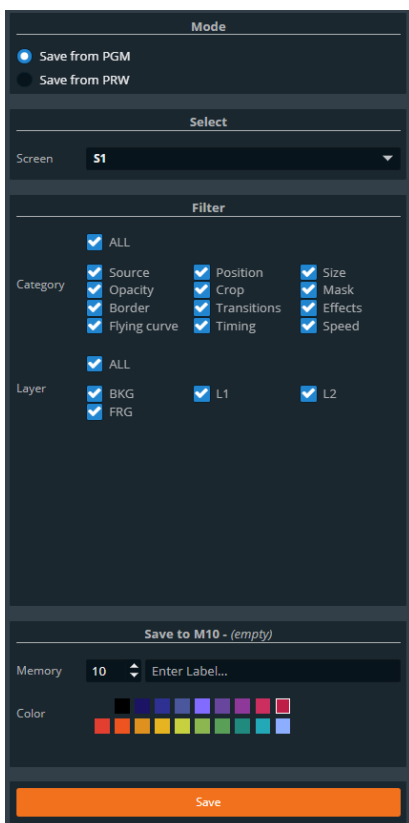 Mode
Save from PGM
Save from PRW
Select
Screen S1
Filter
ALL
Category
Source Position Size
Opacity Crop Mask
Border Transitions Effects
Flying curve Timing Speed
ALL
Layer
BKG L1 L2
FRG
Save to M10 - (empty)
Memory 10 Enter Label...
Color
Save